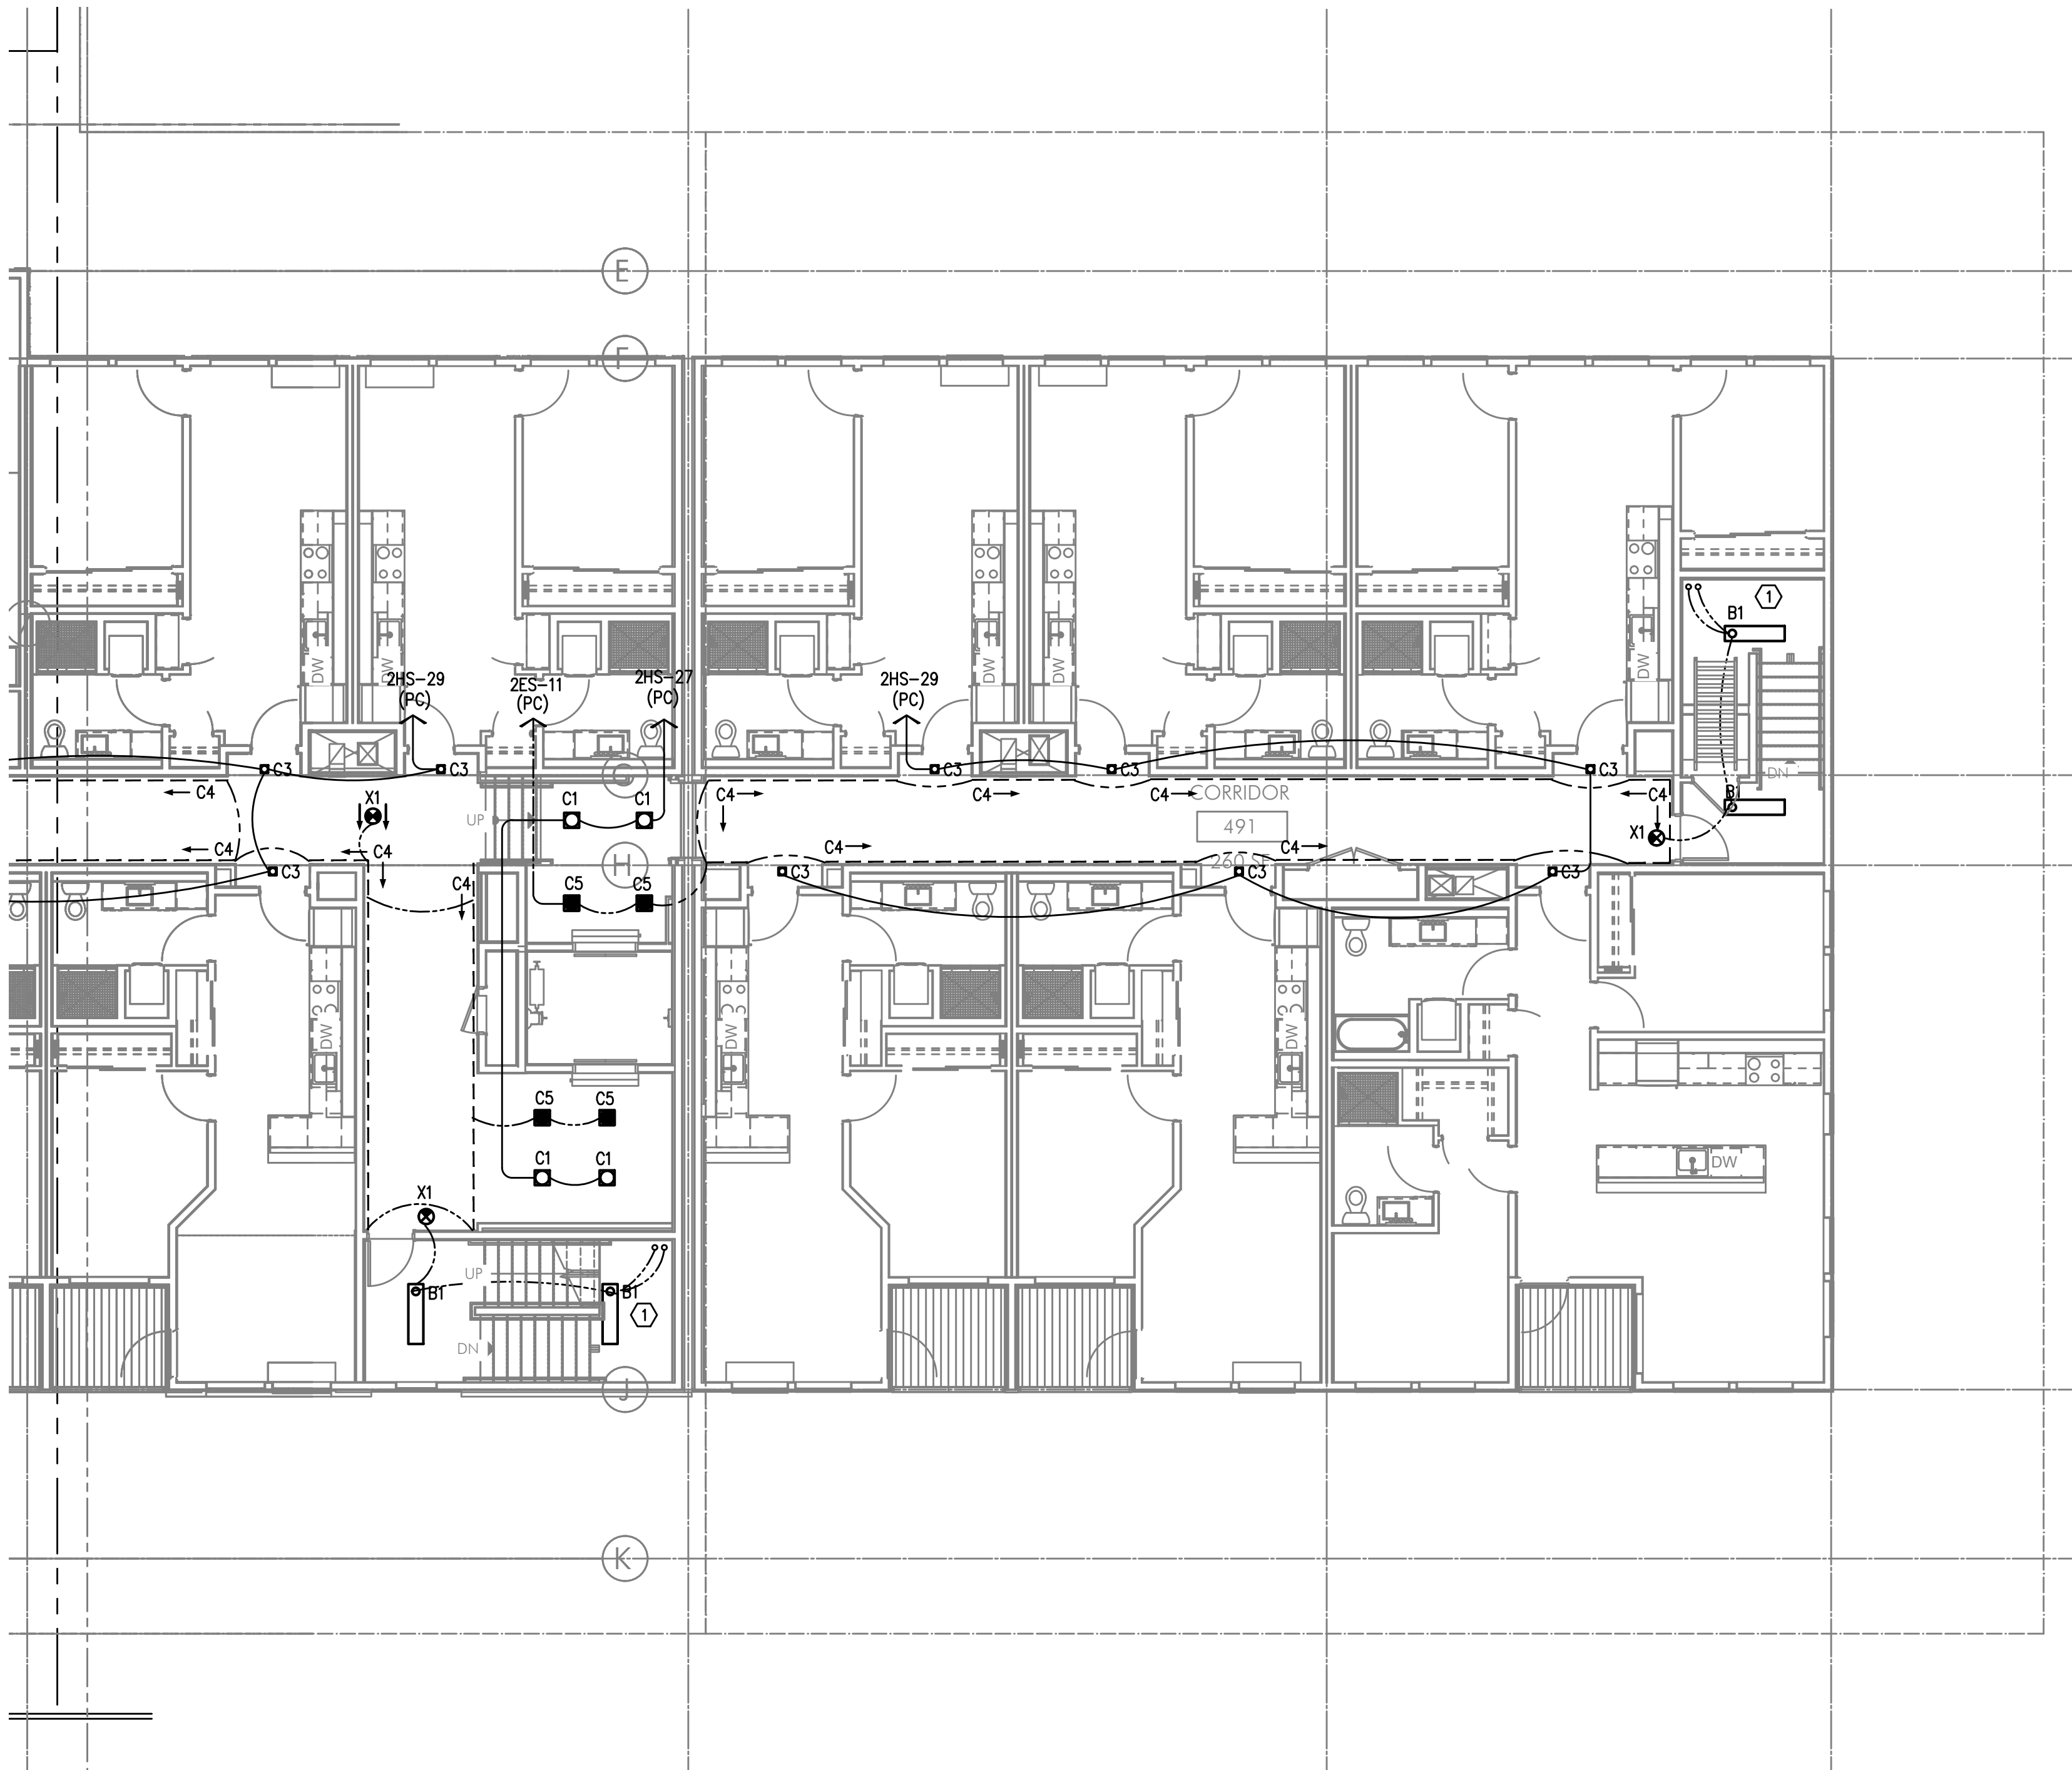 E
F
1
B1
DW
DW
DW
DW
DW
2HS-29
(PC)
2ES-11
(PC)
2HS-27
(PC)
2HS-29
(PC)
C3
C3
C3
C3
C3
G
DN
C4
X1
C1
C1
C4
C4
C4
CORRIDOR
C4
B1
UP
491
X1
C4
C4
H
C4
C4
260 SF
C3
C4
C3
C3
C3
C5
C5
DW
DW
DW
C5
C5
C1
C1
DW
X1
UP
B1
B1
1
DN
J
K